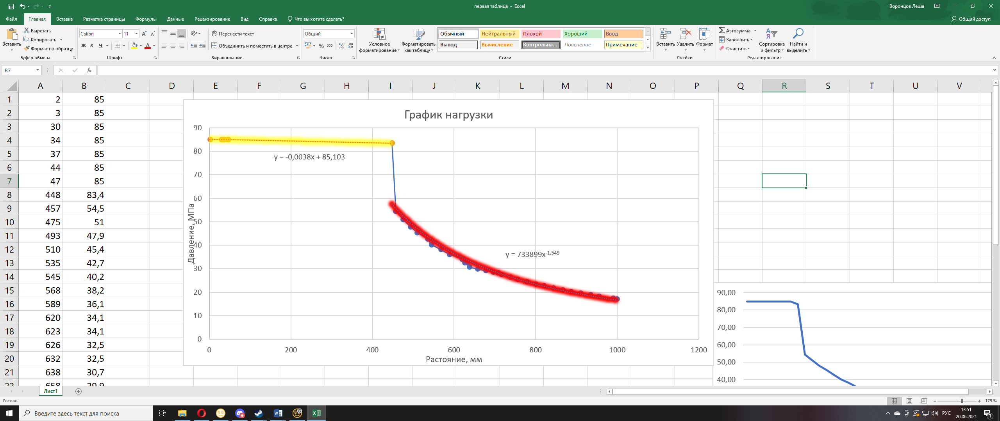 первая таблица - Excel
Воронцов Леша
Файл
Главная
Вставка
Разметка страницы
Формулы
Данные
Рецензирование
Вид
Справка
Что вы хотите сделать?
Общий доступ
Вставить
Вырезать
Копировать
Формат по образцу
Буфер обмена
Calibri
11
Ж К Ч
Шрифт
Перенести текст
Объединить и поместить в центре
Выравнивание
Общий
% 000
Число
Условное форматирование
Форматировать как таблицу
Обычный
Нейтральный
Плохой
Хороший
Ввод
Вывод
Вычисление
Контрольна...
Пояснение
Примечание
Стили
Вставить
Удалить
Формат
Ячейки
Автосумма
Заполнить
Очистить
Сортировка и фильтр
Найти и выделить
Редактирование
R7
fx
A B C D E F G H I J K L M N O P Q R S T U V
1 2 85
2 3 85
3 30 85
4 34 85
5 37 85
6 44 85
7 47 85
8 448 83,4
9 457 54,5
10 475 51
11 493 47,9
12 510 45,4
13 535 42,7
14 545 40,2
15 568 38,2
16 589 36,1
17 620 34,1
18 623 34,1
19 626 32,5
20 632 32,5
21 638 30,7
22 658 29,9
График нагрузки
90
80
70
60
50
40
30
20
10
0
Давление, МПа
y = -0,0038x + 85,103
y = 733899x-1,549
0 200 400 600 800 1000 1200
Растояние, мм
90,00
80,00
70,00
60,00
50,00
40,00
Лист1
Готово
175 %
Введите здесь текст для поиска
РУС
13:51
20.06.2021
1